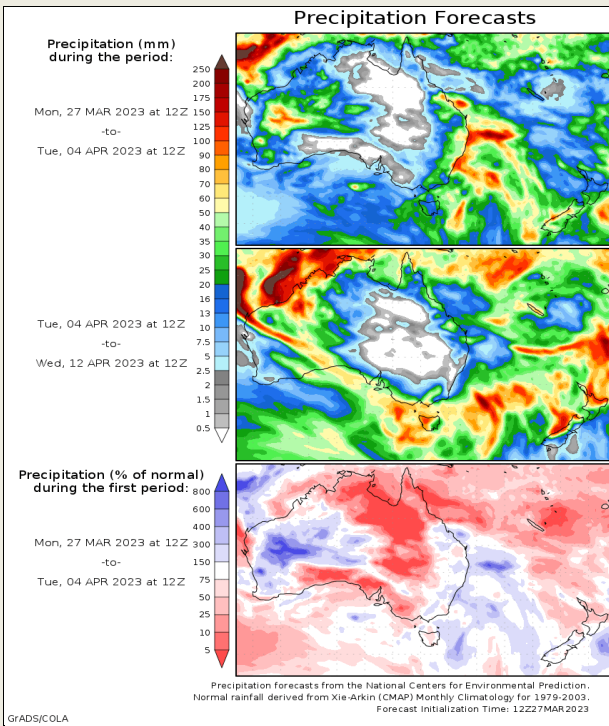 Precipitation Forecasts
Precipitation (mm)
during the period:
250
200
175
150
125
100
90
80
70
60
50
40
35
30
25
20
16
13
10
7.5
5
2.5
2
1.5
1
0.5
Mon, 27 MAR 2023 at 12Z
-to-
Tue, 04 APR 2023 at 12Z
Tue, 04 APR 2023 at 12Z
-to-
Wed, 12 APR 2023 at 12Z
Precipitation (% of normal)
during the first period:
800
600
400
300
150
75
50
25
10
5
Mon, 27 MAR 2023 at 12Z
-to-
Tue, 04 APR 2023 at 12Z
Precipitation forecasts from the National Centers for Environmental Prediction.
Normal rainfall derived from Xie-Arkin (CMAP) Monthly Climatology for 1979-2003.
Forecast Initialization Time: 12Z27MAR2023
GrADS/COLA